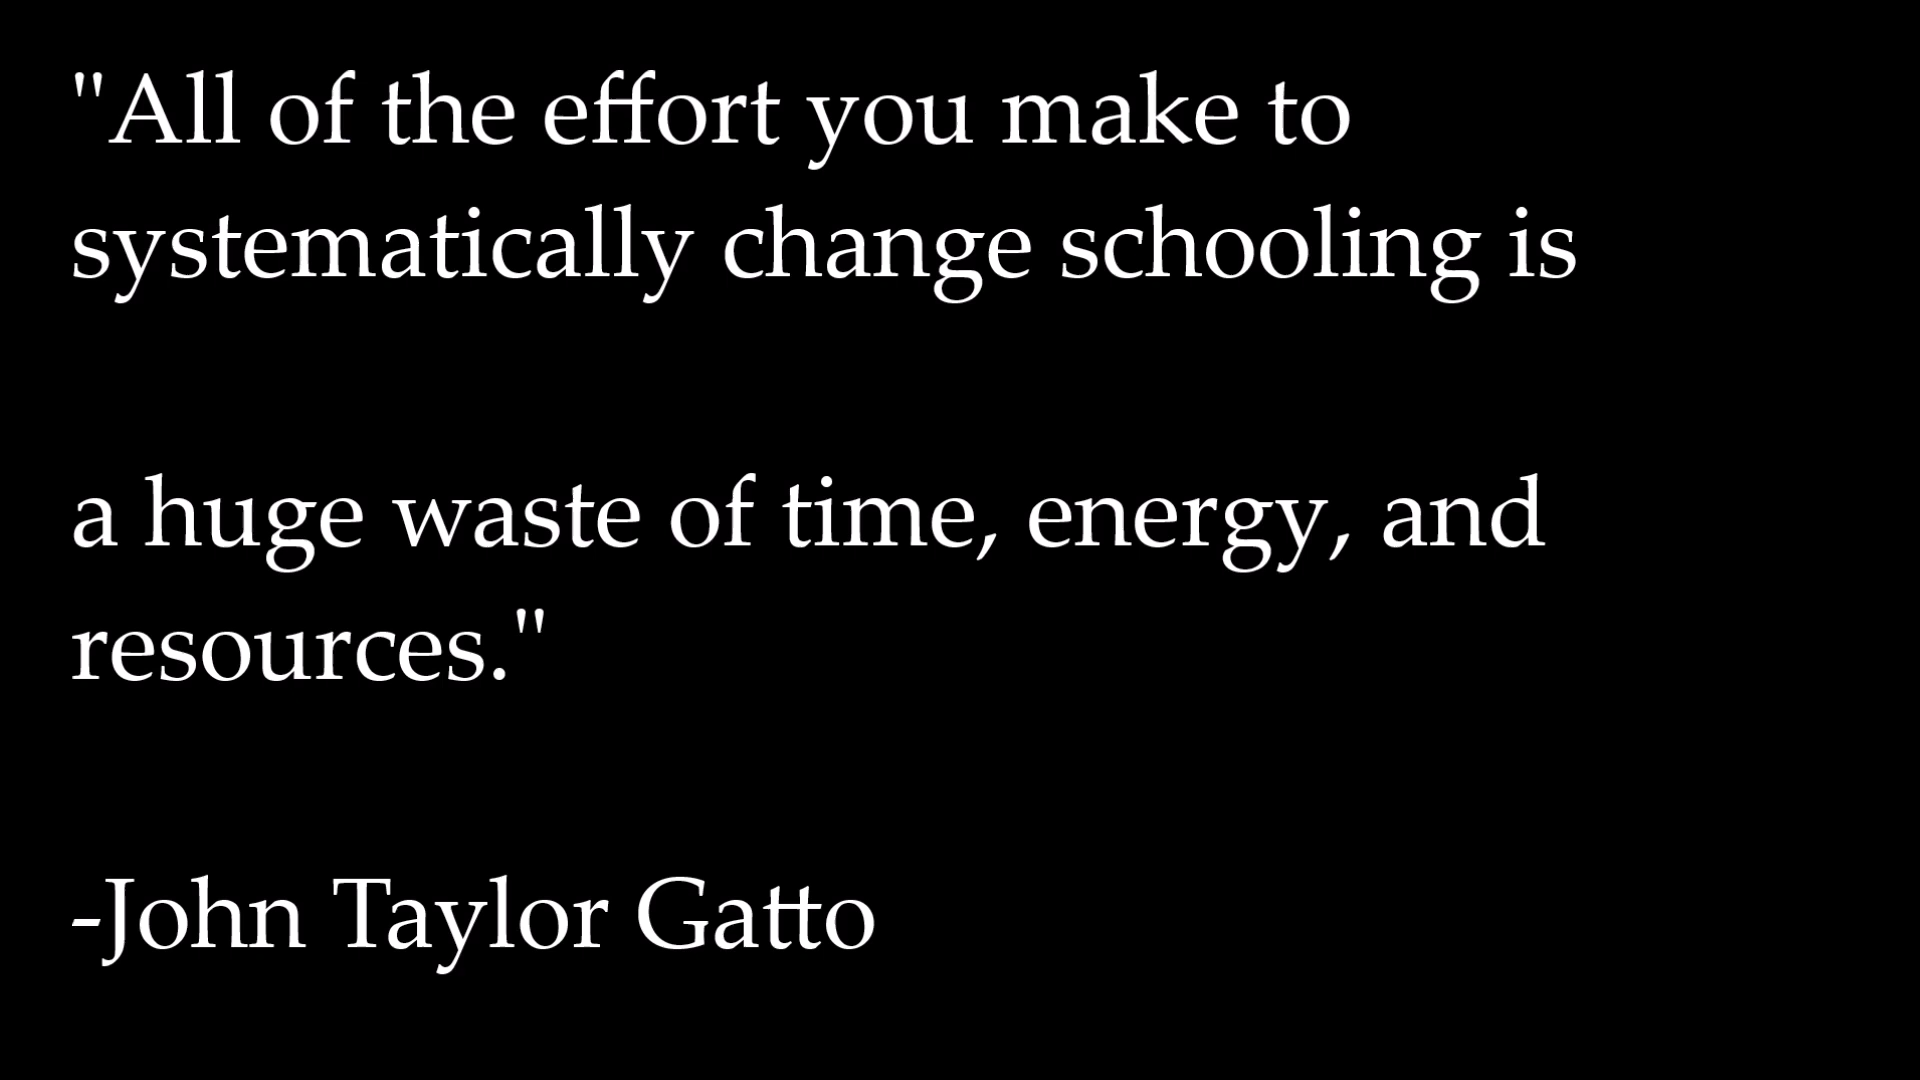 "All of the effort you make to
systematically change schooling is
a huge waste of time, energy, and
resources."
-John Taylor Gatto